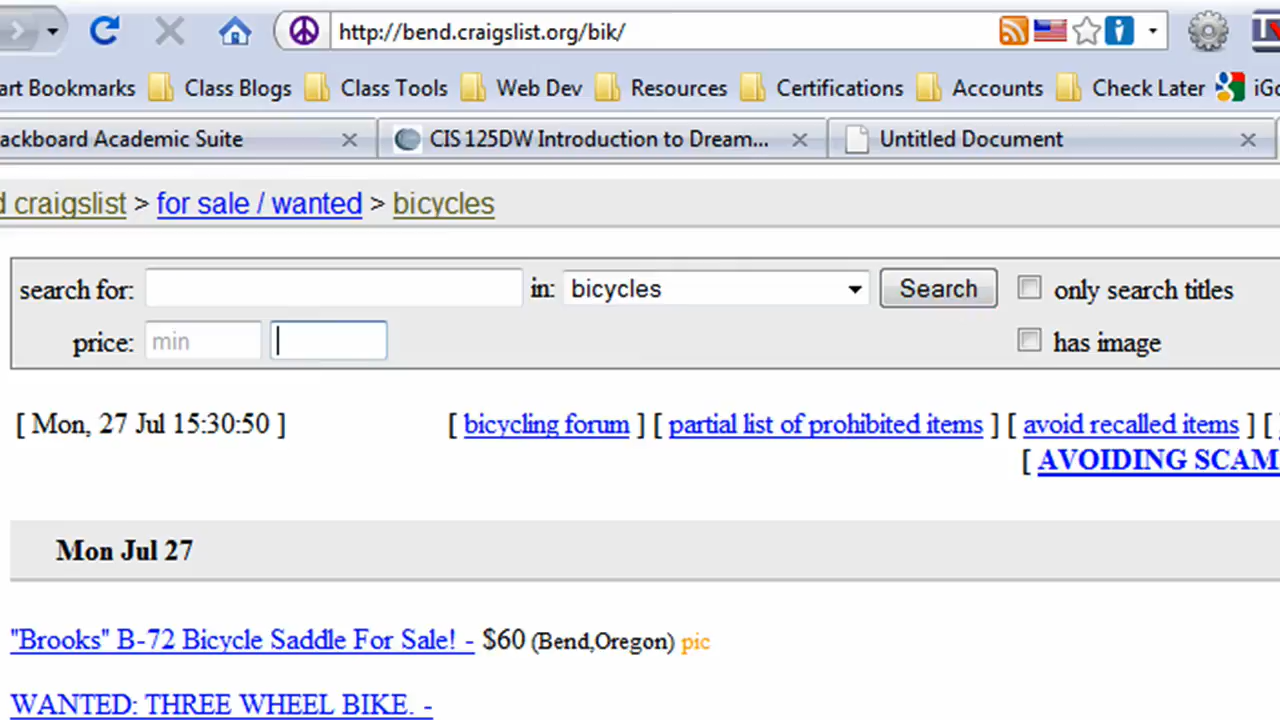 http://bend.craigslist.org/bik/
art Bookmarks Class Blogs Class Tools Web Dev Resources Certifications Accounts Check Later iGo
ackboard Academic Suite CIS 125DW Introduction to Dream... Untitled Document
d craigslist > for sale / wanted > bicycles
search for: in: bicycles Search only search titles
price: min has image
[ Mon, 27 Jul 15:30:50 ] [ bicycling forum ] [ partial list of prohibited items ] [ avoid recalled items ] [
[ AVOIDING SCAM
Mon Jul 27
"Brooks" B-72 Bicycle Saddle For Sale! - $60 (Bend,Oregon) pic
WANTED: THREE WHEEL BIKE. -